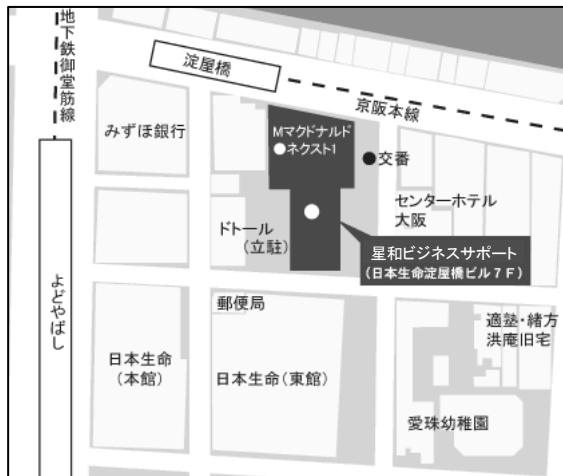 地下鉄御堂筋線
淀屋橋
京阪本線
みずほ銀行
Mマクドナルド
ネクスト1
交番
センターホテル
大阪
ドトール
(立駐)
星和ビジネスサポート
(日本生命淀屋橋ビル7F)
よどやばし
郵便局
日本生命
(本館)
日本生命(東館)
適塾・緒方
洪庵旧宅
愛珠幼稚園